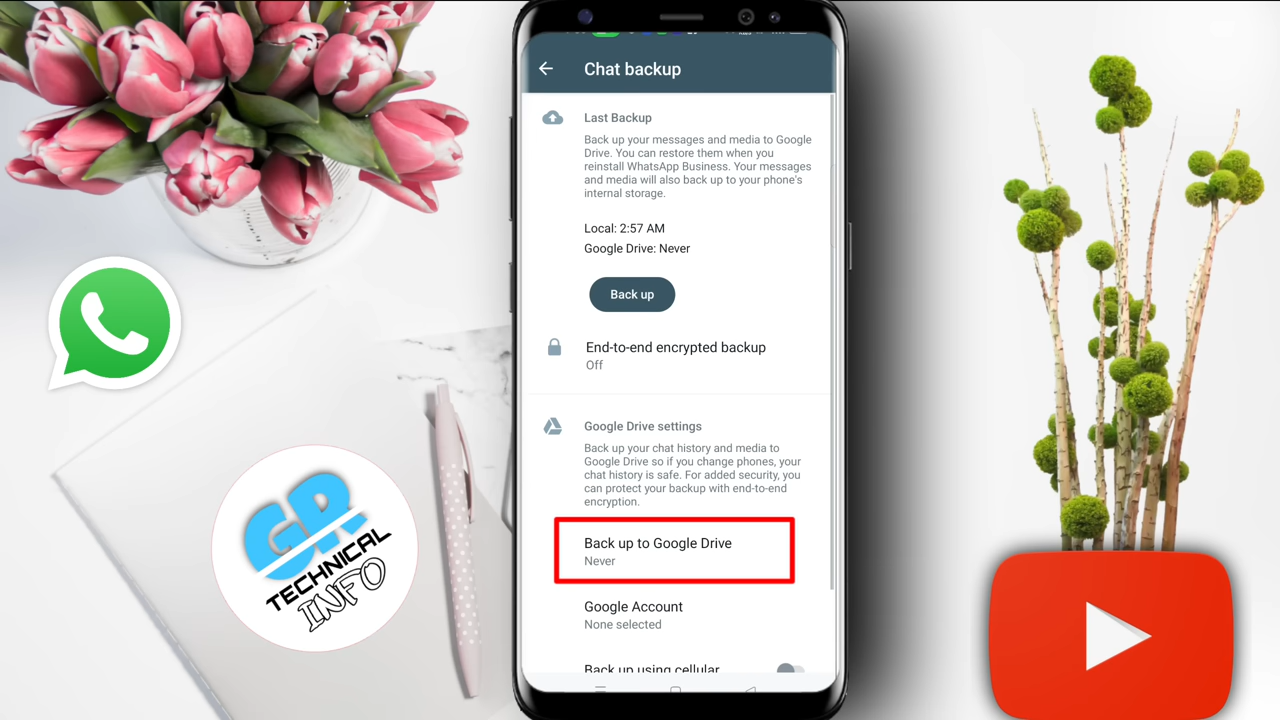 Chat backup
Last Backup
Back up your messages and media to Google
Drive. You can restore them when you
reinstall WhatsApp Business. Your messages
and media will also back up to your phone's
internal storage.
Local: 2:57 AM
Google Drive: Never
Back up
End-to-end encrypted backup
Off
Google Drive settings
Back up your chat history and media to
Google Drive so if you change phones, your
chat history is safe. For added security, you
can protect your backup with end-to-end
encryption.
Back up to Google Drive
Never
Google Account
None selected
Back up using cellular
GR
TECHNICAL
INFO